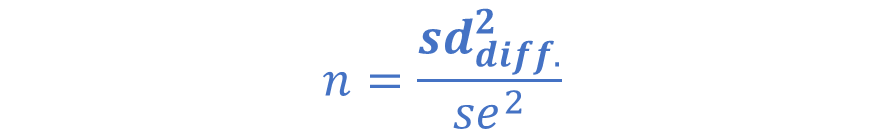 n = sd²diff. / se²